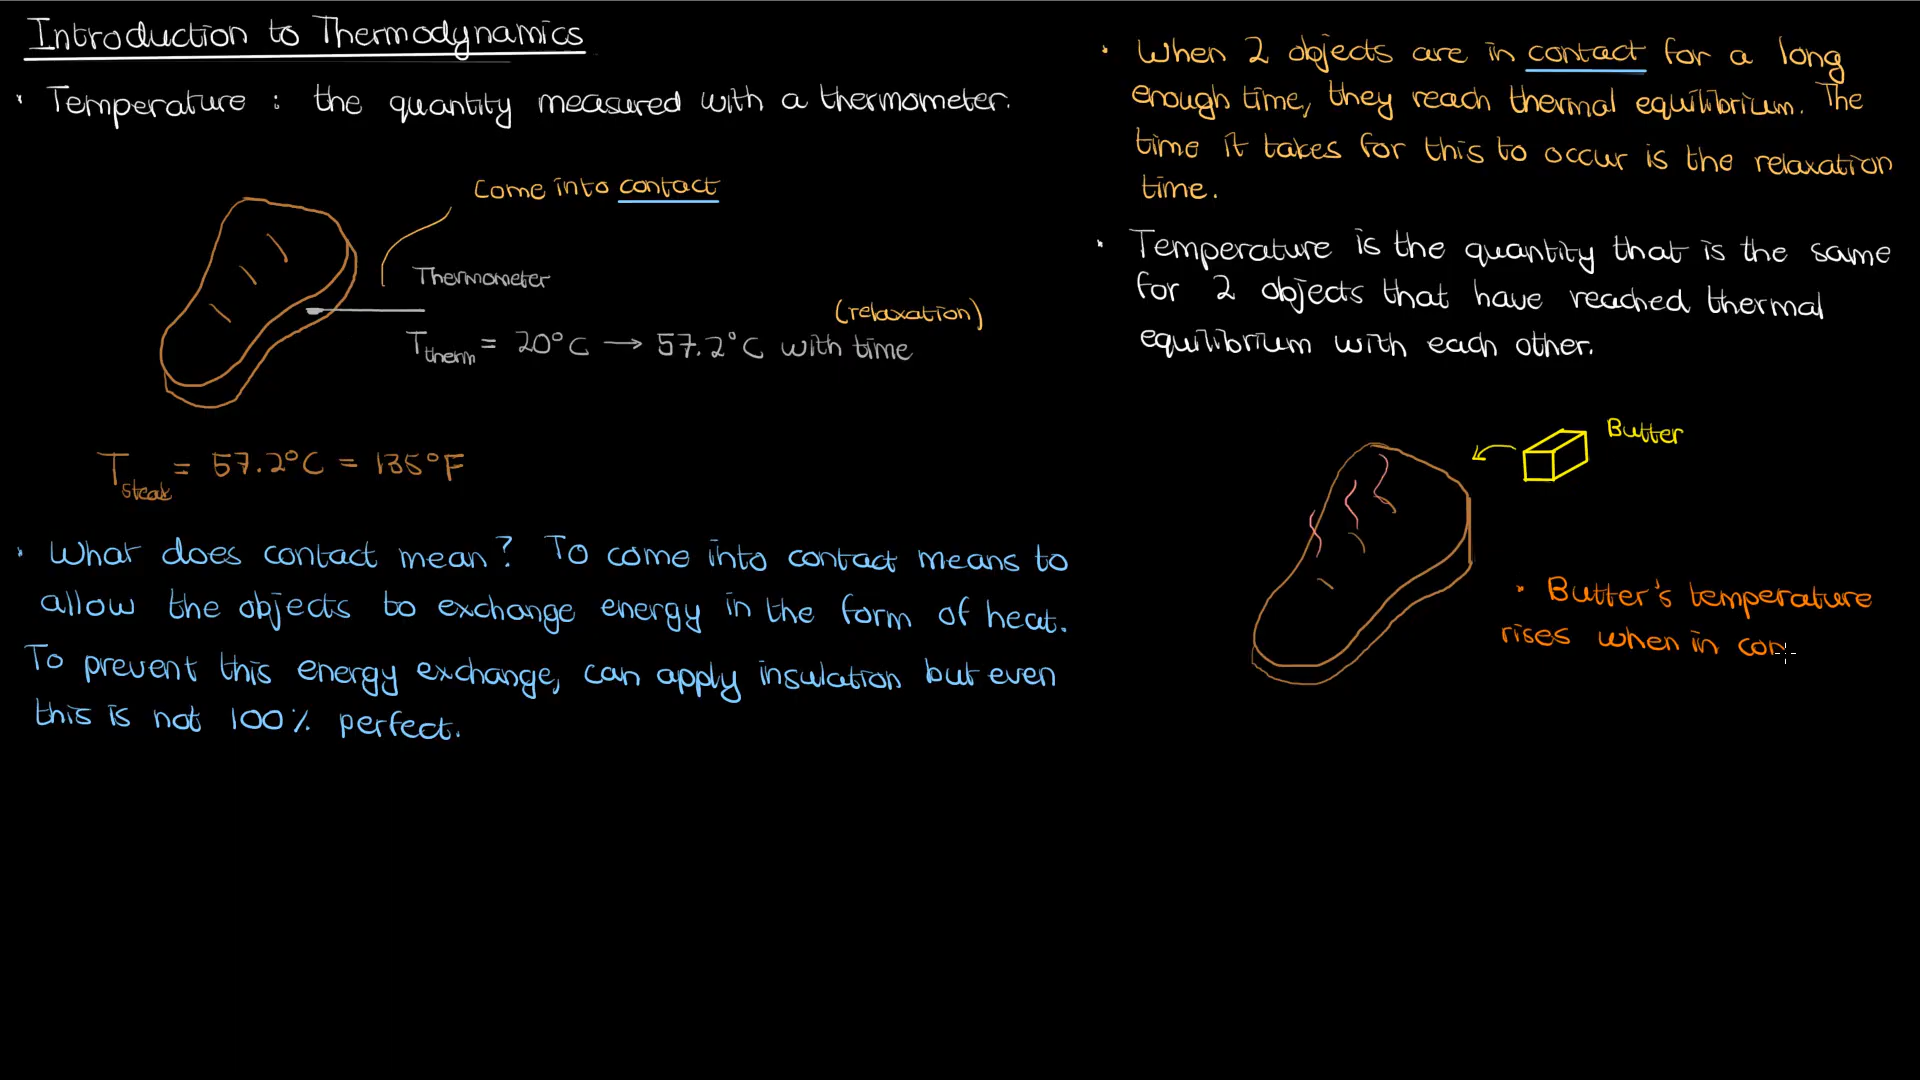 Introduction to Thermodynamics
• Temperature : the quantity measured with a thermometer.
Come into contact
Thermometer
(relaxation)
T therm = 20°C → 57.2°C with time
T steak = 57.2°C = 135°F
• What does contact mean? To come into contact means to
allow the objects to exchange energy in the form of heat.
To prevent this energy exchange, can apply insulation but even
this is not 100% perfect.
• When 2 objects are in contact for a long
enough time, they reach thermal equilibrium. The
time it takes for this to occur is the relaxation
time.
• Temperature is the quantity that is the same
for 2 objects that have reached thermal
equilibrium with each other.
Butter
• Butter's temperature
rises when in con